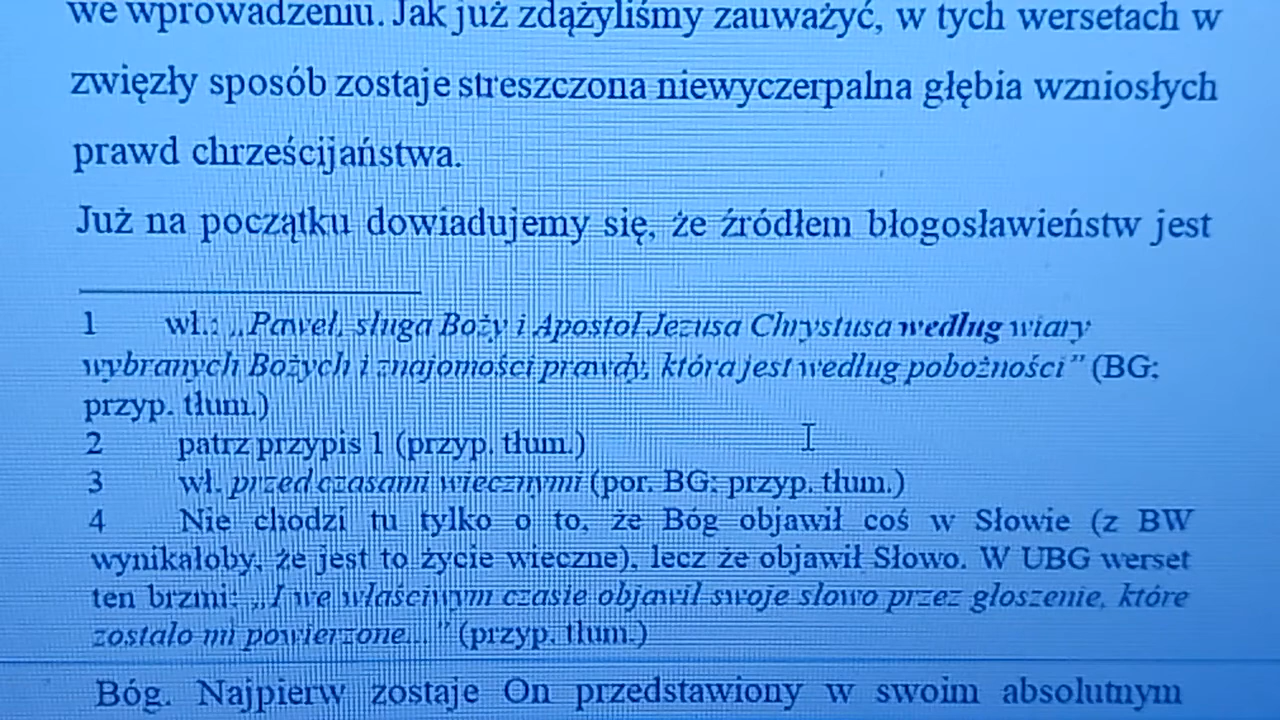 we wprowadzeniu. Jak już zdążyliśmy zauważyć, w tych wersetach w
zwięzły sposób zostaje streszczona niewyczerpalna głębia wzniosłych
prawd chrześcijaństwa.
Już na początku dowiadujemy się, że źródłem błogosławieństw jest
1 wł.: „Paweł, sługa Boży i Apostoł Jezusa Chrystusa według wiary
wybranych Bożych i znajomości prawdy, która jest według pobożności” (BG;
przyp. tłum.)
2 patrz przypis 1 (przyp. tłum.)
3 wł. przed czasami wiecznymi (por. BG; przyp. tłum.)
4 Nie chodzi tu tylko o to, że Bóg objawił coś w Słowie (z BW
wynikałoby, że jest to życie wieczne), lecz że objawił Słowo. W UBG werset
ten brzmi: „I we właściwym czasie objawił swoje słowo przez głoszenie, które
zostało mi powierzone...” (przyp. tłum.)
Bóg. Najpierw zostaje On przedstawiony w swoim absolutnym